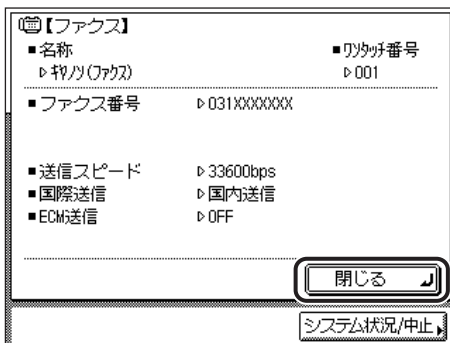 【ファクス】
■名称 ■ワンタッチ番号
▷ｷﾔﾉﾝ(ﾌｧｸｽ) ▷001
■ファクス番号 ▷031XXXXXXX
■送信スピード ▷33600bps
■国際送信 ▷国内送信
■ECM送信 ▷OFF
閉じる
システム状況/中止